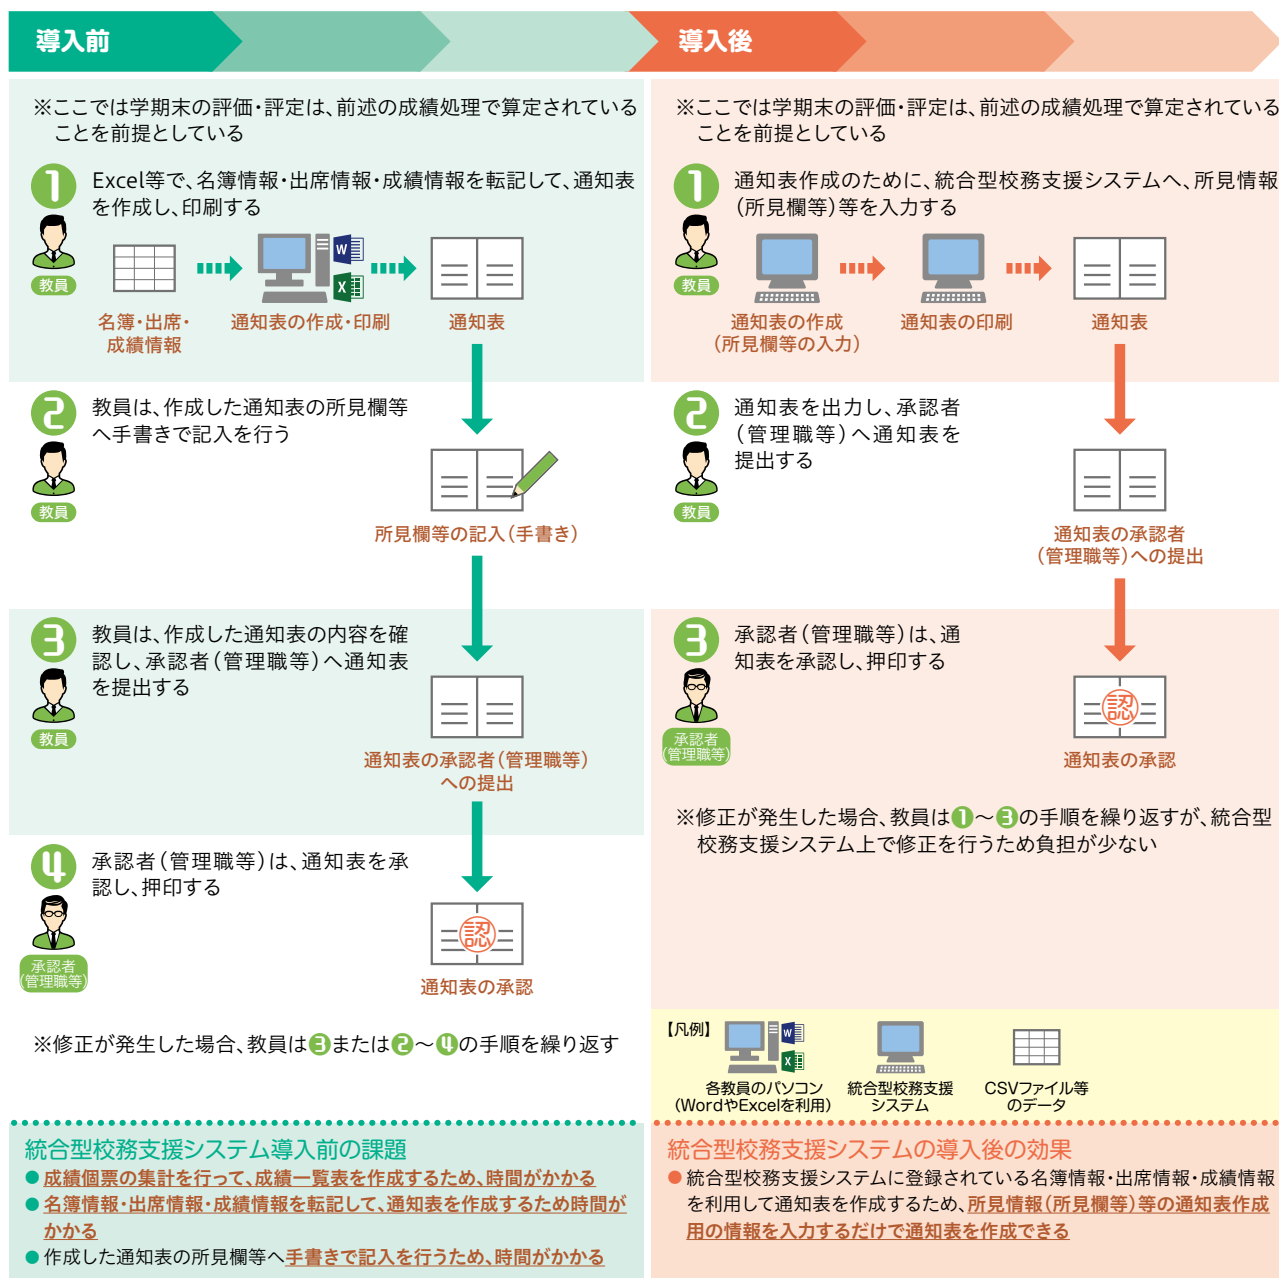 導入前
※ここでは学期末の評価・評定は、前述の成績処理で算定されている
ことを前提としている
1
Excel等で、名簿情報・出席情報・成績情報を転記して、通知表
を作成し、印刷する
教員
W
X
名簿・出席・
成績情報
通知表の作成・印刷
通知表
2
教員は、作成した通知表の所見欄等
へ手書きで記入を行う
教員
所見欄等の記入(手書き)
3
教員は、作成した通知表の内容を確
認し、承認者(管理職等)へ通知表
を提出する
教員
通知表の承認者(管理職等)
への提出
4
承認者(管理職等)は、通知表を承
認し、押印する
承認者
(管理職等)
認
通知表の承認
※修正が発生した場合、教員は3または2～4の手順を繰り返す
統合型校務支援システム導入前の課題
● 成績個票の集計を行って、成績一覧表を作成するため、時間がかかる
● 名簿情報・出席情報・成績情報を転記して、通知表を作成するため時間が
かかる
● 作成した通知表の所見欄等へ手書きで記入を行うため、時間がかかる
導入後
※ここでは学期末の評価・評定は、前述の成績処理で算定されている
ことを前提としている
1
通知表作成のために、統合型校務支援システムへ、所見情報
(所見欄等)等を入力する
教員
通知表の作成
(所見欄等の入力)
通知表の印刷
通知表
2
通知表を出力し、承認者
(管理職等)へ通知表を
提出する
教員
通知表の承認者
(管理職等)への提出
3
承認者(管理職等)は、通
知表を承認し、押印する
承認者
(管理職等)
認
通知表の承認
※修正が発生した場合、教員は1～3の手順を繰り返すが、統合型
校務支援システム上で修正を行うため負担が少ない
【凡例】
W
X
各教員のパソコン
(WordやExcelを利用)
統合型校務支援
システム
CSVファイル等
のデータ
統合型校務支援システムの導入後の効果
● 統合型校務支援システムに登録されている名簿情報・出席情報・成績情報
を利用して通知表を作成するため、所見情報(所見欄等)等の通知表作成
用の情報を入力するだけで通知表を作成できる